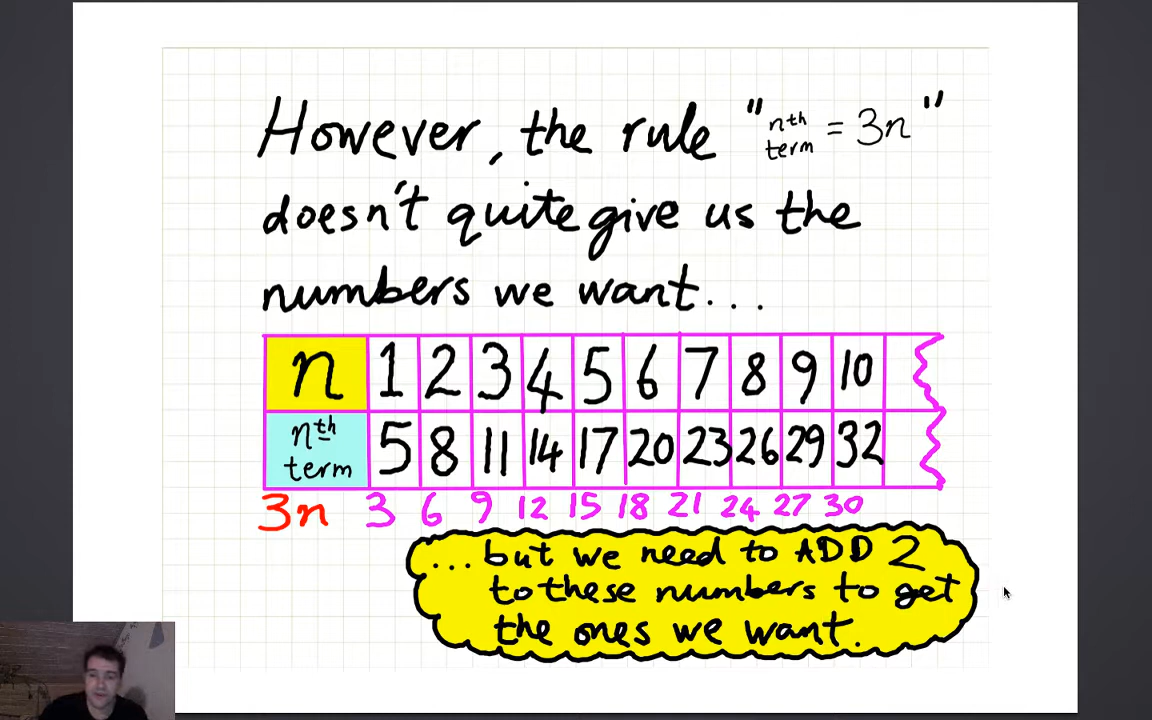 However, the rule "nth term = 3n"
doesn't quite give us the
numbers we want...
n 1 2 3 4 5 6 7 8 9 10
nth term 5 8 11 14 17 20 23 26 29 32
3n 3 6 9 12 15 18 21 24 27 30
... but we need to ADD 2
to these numbers to get
the ones we want.